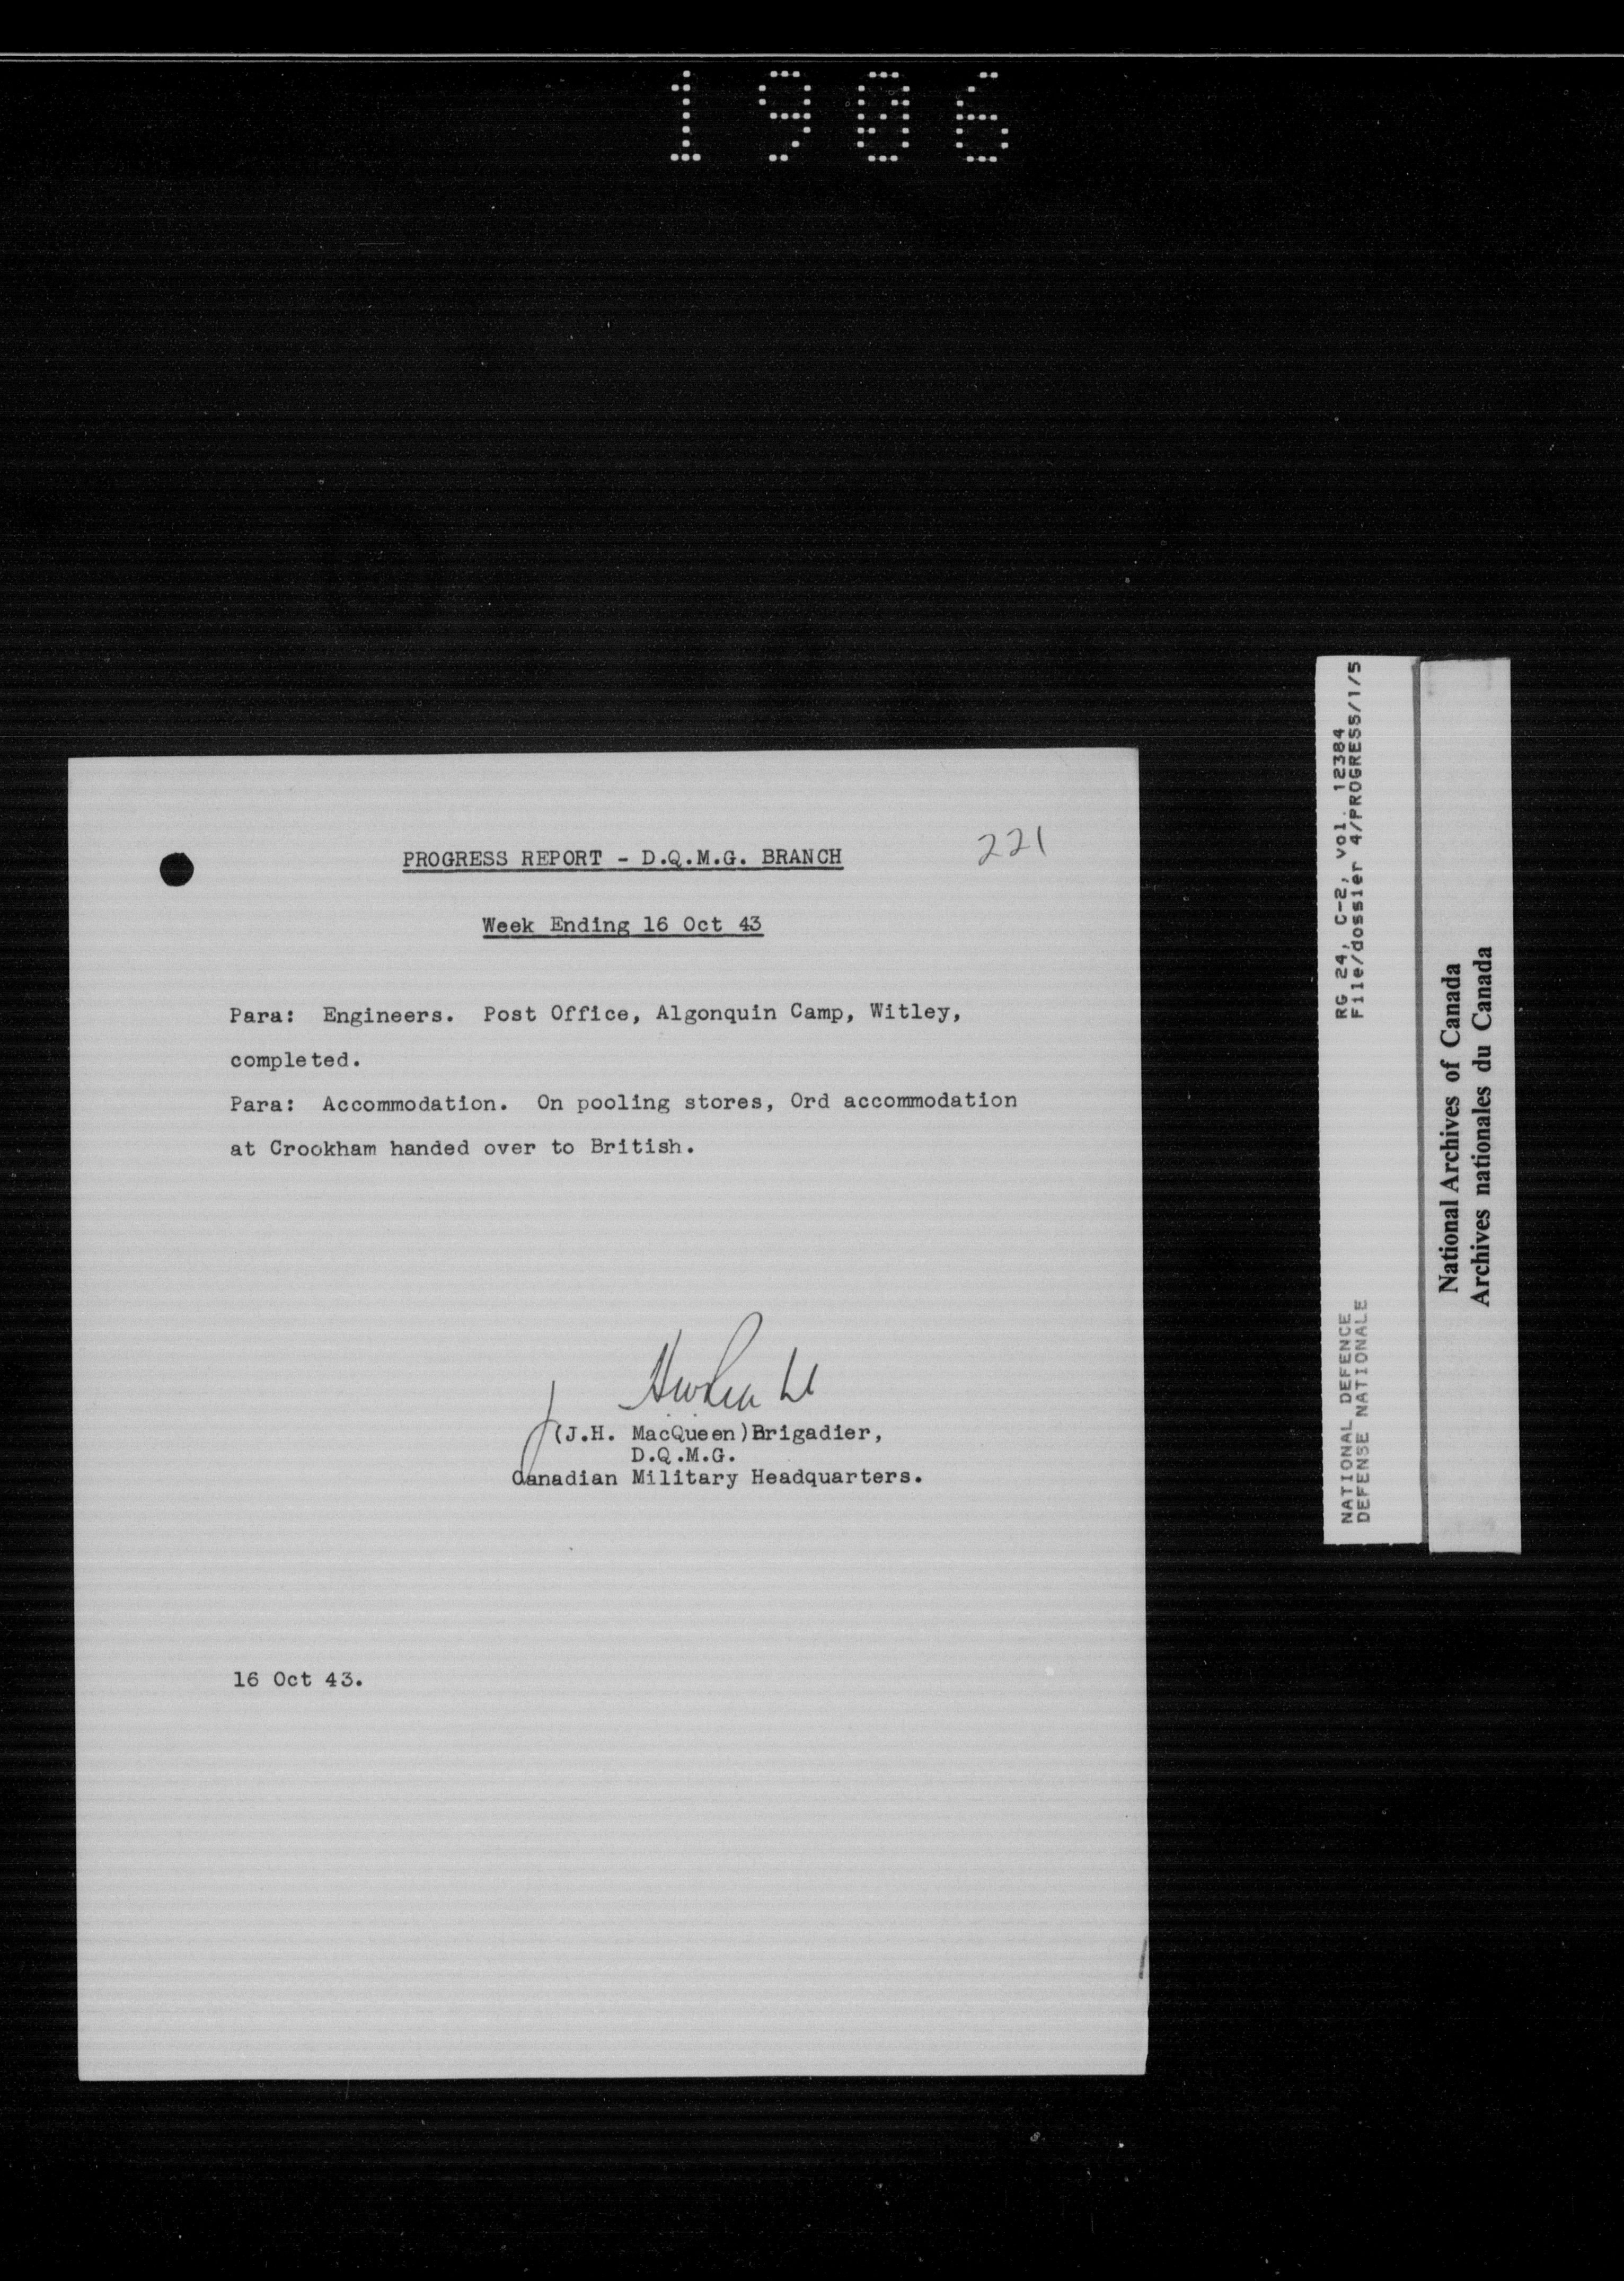 1906
PROGRESS REPORT - D.Q.M.G. BRANCH
221
Week Ending 16 Oct 43
Para: Engineers. Post Office, Algonquin Camp, Witley,
completed.
Para: Accommodation. On pooling stores, Ord accommodation
at Crookham handed over to British.
(J.H. MacQueen)Brigadier,
D.Q.M.G.
Canadian Military Headquarters.
16 Oct 43.
RG 24, C-2, vol. 12384
File/dossier 4/PROGRESS/1/5
NATIONAL DEFENCE
DEFENSE NATIONALE
National Archives of Canada
Archives nationales du Canada